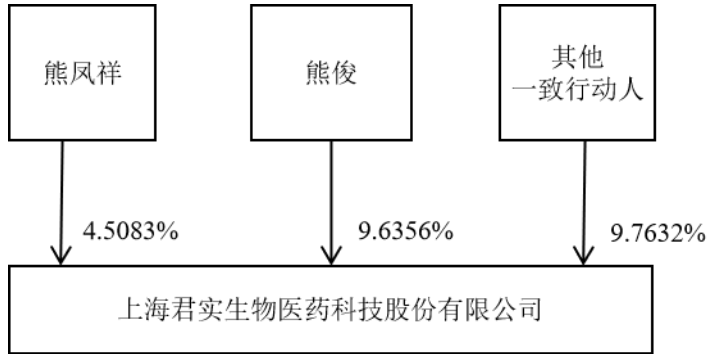 熊凤祥
熊俊
其他
一致行动人
4.5083%
9.6356%
9.7632%
上海君实生物医药科技股份有限公司